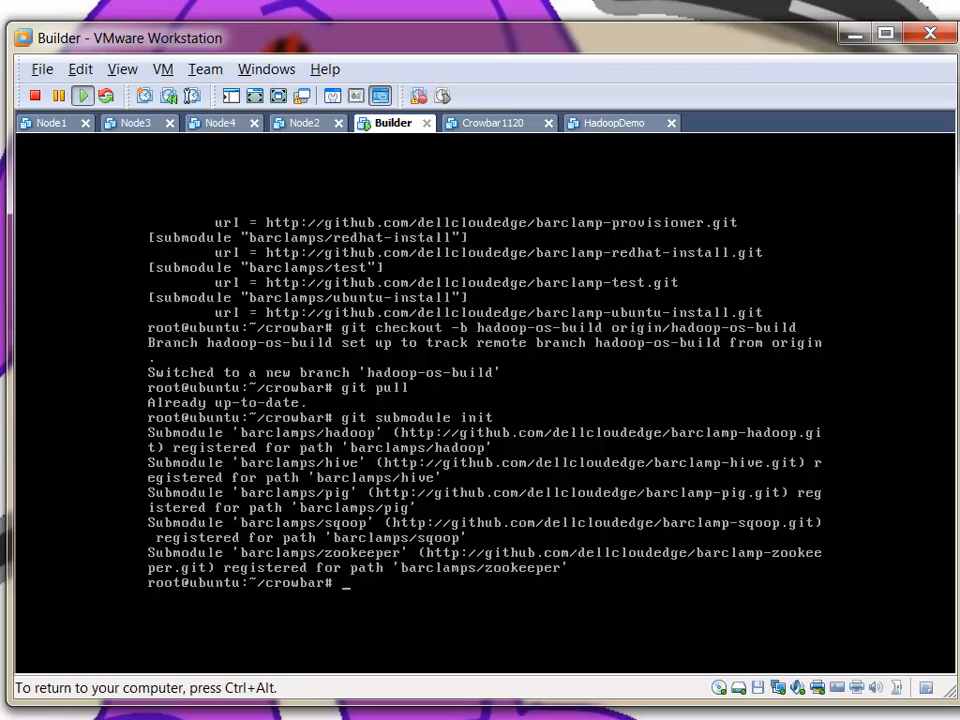 Builder - VMware Workstation
File Edit View VM Team Windows Help
Node1 Node3 Node4 Node2 Builder Crowbar1120 HadoopDemo
url = http://github.com/dellcloudedge/barclamp-provisioner.git
[submodule "barclamps/redhat-install"]
url = http://github.com/dellcloudedge/barclamp-redhat-install.git
[submodule "barclamps/test"]
url = http://github.com/dellcloudedge/barclamp-test.git
[submodule "barclamps/ubuntu-install"]
url = http://github.com/dellcloudedge/barclamp-ubuntu-install.git
root@ubuntu:~/crowbar# git checkout -b hadoop-os-build origin/hadoop-os-build
Branch hadoop-os-build set up to track remote branch hadoop-os-build from origin
.
Switched to a new branch 'hadoop-os-build'
root@ubuntu:~/crowbar# git pull
Already up-to-date.
root@ubuntu:~/crowbar# git submodule init
Submodule 'barclamps/hadoop' (http://github.com/dellcloudedge/barclamp-hadoop.gi
t) registered for path 'barclamps/hadoop'
Submodule 'barclamps/hive' (http://github.com/dellcloudedge/barclamp-hive.git) r
egistered for path 'barclamps/hive'
Submodule 'barclamps/pig' (http://github.com/dellcloudedge/barclamp-pig.git) reg
istered for path 'barclamps/pig'
Submodule 'barclamps/sqoop' (http://github.com/dellcloudedge/barclamp-sqoop.git)
registered for path 'barclamps/sqoop'
Submodule 'barclamps/zookeeper' (http://github.com/dellcloudedge/barclamp-zookee
per.git) registered for path 'barclamps/zookeeper'
root@ubuntu:~/crowbar# _
To return to your computer, press Ctrl+Alt.